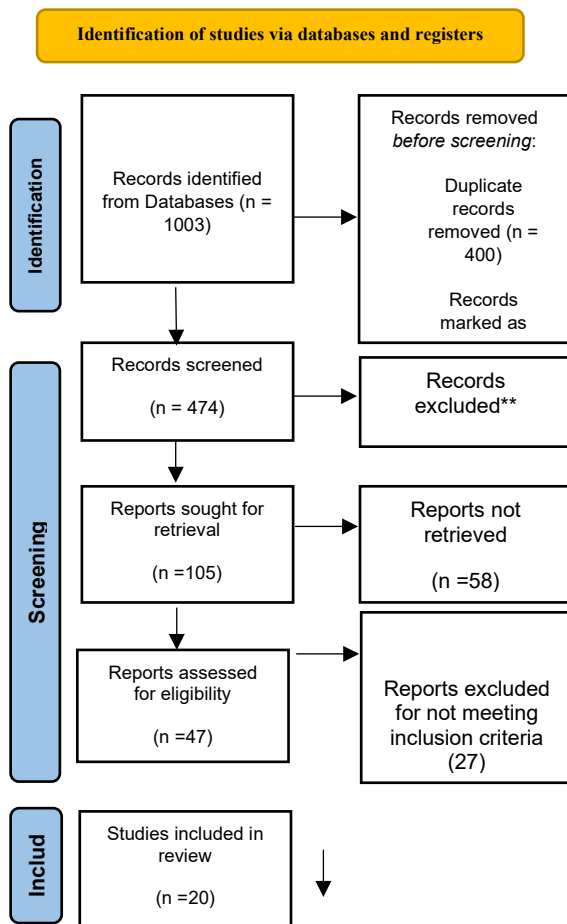 Identification of studies via databases and registers
Identification
Records identified
from Databases (n =
1003)
Records removed
before screening:
Duplicate
records
removed (n =
400)
Records
marked as
Screening
Records screened
(n = 474)
Records
excluded**
Reports sought for
retrieval
(n =105)
Reports not
retrieved
(n =58)
Reports assessed
for eligibility
(n =47)
Reports excluded
for not meeting
inclusion criteria
(27)
Includ
Studies included in
review
(n =20)